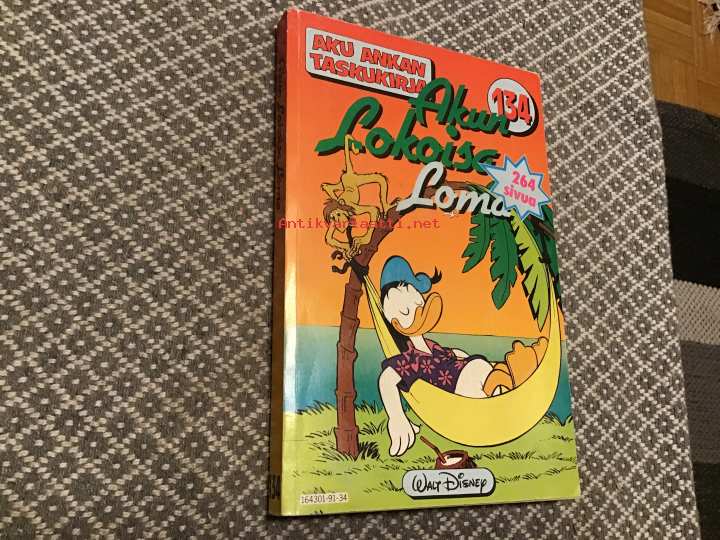 AKU ANKAN
TASKUKIRJA
134
Akun
Lokoisa
Loma
264
sivua
Antikvariaatti.net
WALT DISNEY
164301-91-34
134